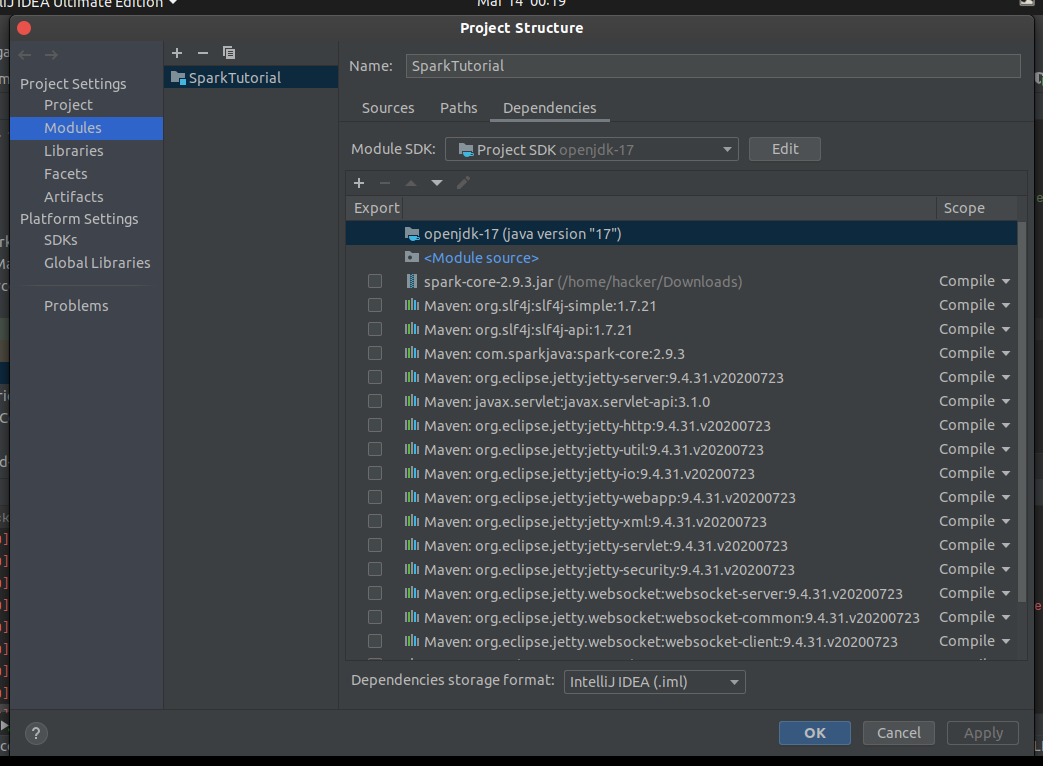 IJ IDEA Ultimate Edition
Mar 14 00:19
Project Structure
Project Settings
Project
Modules
Libraries
Facets
Artifacts
Platform Settings
SDKs
Global Libraries
Problems
SparkTutorial
Name: SparkTutorial
Sources Paths Dependencies
Module SDK: Project SDK openjdk-17 Edit
Export Scope
openjdk-17 (java version "17")
<Module source>
spark-core-2.9.3.jar (/home/hacker/Downloads) Compile
Maven: org.slf4j:slf4j-simple:1.7.21 Compile
Maven: org.slf4j:slf4j-api:1.7.21 Compile
Maven: com.sparkjava:spark-core:2.9.3 Compile
Maven: org.eclipse.jetty:jetty-server:9.4.31.v20200723 Compile
Maven: javax.servlet:javax.servlet-api:3.1.0 Compile
Maven: org.eclipse.jetty:jetty-http:9.4.31.v20200723 Compile
Maven: org.eclipse.jetty:jetty-util:9.4.31.v20200723 Compile
Maven: org.eclipse.jetty:jetty-io:9.4.31.v20200723 Compile
Maven: org.eclipse.jetty:jetty-webapp:9.4.31.v20200723 Compile
Maven: org.eclipse.jetty:jetty-xml:9.4.31.v20200723 Compile
Maven: org.eclipse.jetty:jetty-servlet:9.4.31.v20200723 Compile
Maven: org.eclipse.jetty:jetty-security:9.4.31.v20200723 Compile
Maven: org.eclipse.jetty.websocket:websocket-server:9.4.31.v20200723 Compile
Maven: org.eclipse.jetty.websocket:websocket-common:9.4.31.v20200723 Compile
Maven: org.eclipse.jetty.websocket:websocket-client:9.4.31.v20200723 Compile
Dependencies storage format: IntelliJ IDEA (.iml)
? OK Cancel Apply